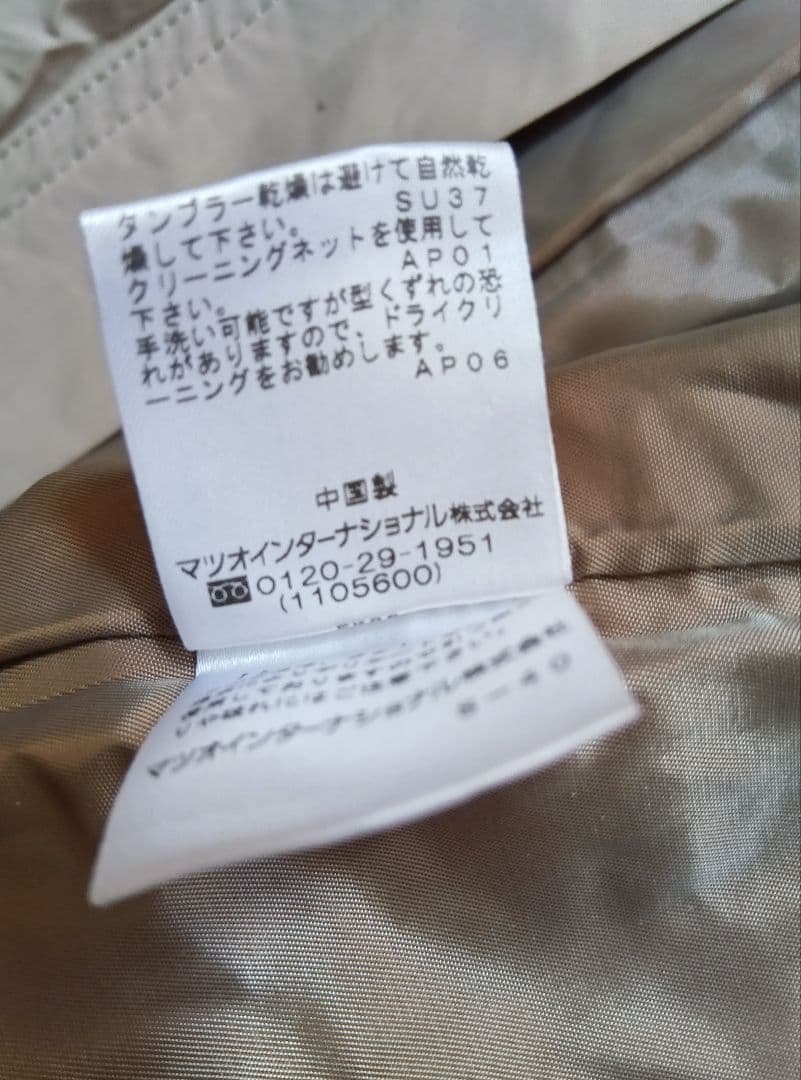 タンブラー乾燥は避けて自然乾
燥して下さい。 SU37
クリーニングネットを使用して
下さい。 AP01
手洗い可能ですが型くずれの恐
れがありますので、ドライクリ
ーニングをお勧めします。
AP06
中国製
マツオインターナショナル株式会社
0120-29-1951
(1105600)
マツオインターナショナル